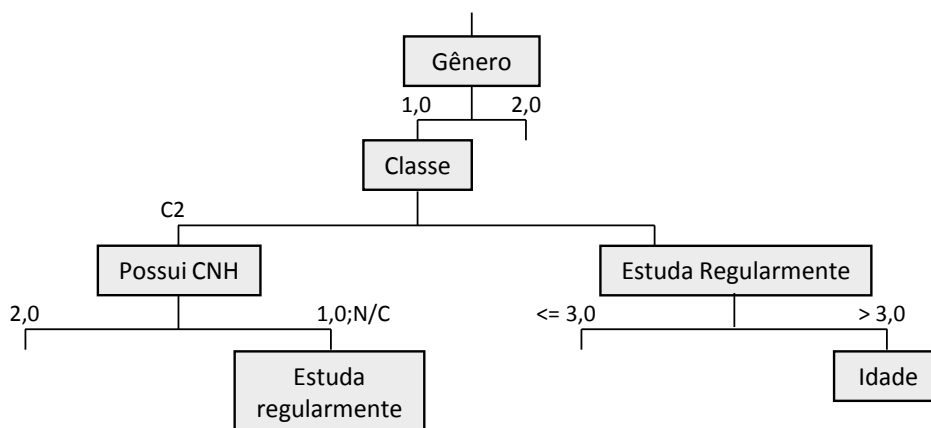 Gênero
1,0 2,0
Classe
C2
Possui CNH
Estuda Regularmente
2,0 1,0;N/C
<= 3,0 > 3,0
Estuda
regularmente
Idade